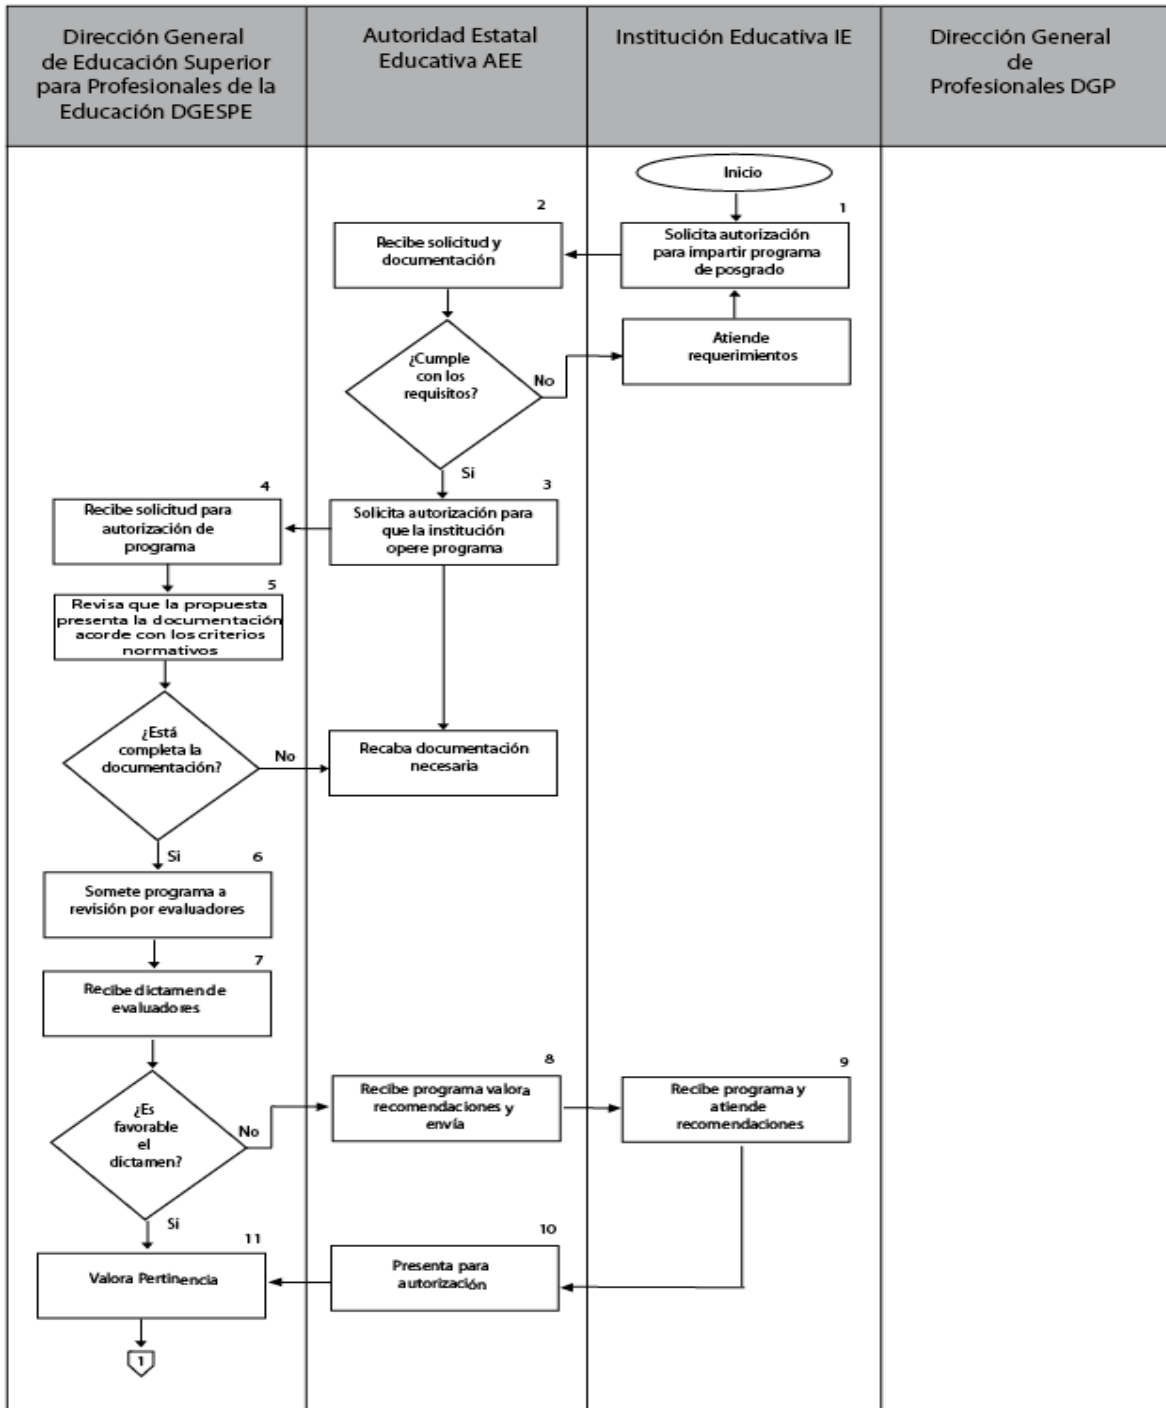 Dirección General
de Educación Superior
para Profesionales de la
Educación DGESPE
Autoridad Estatal
Educativa AEE
Institución Educativa IE
Dirección General
de
Profesionales DGP
Inicio
1
Solicita autorización
para impartir programa
de posgrado
2
Recibe solicitud y
documentación
¿Cumple
con los
requisitos?
No
Atiende
requerimientos
Si
3
Solicita autorización para
que la institución
opere programa
4
Recibe solicitud para
autorización de
programa
5
Revisa que la propuesta
presenta la documentación
acorde con los criterios
normativos
¿Está
completa la
documentación?
No
Recaba documentación
necesaria
Si
6
Somete programa a
revisión por evaluadores
7
Recibe dictamen de
evaluadores
¿Es
favorable
el
dictamen?
No
8
Recibe programa valora
recomendaciones y
envía
9
Recibe programa y
atiende
recomendaciones
Si
10
Presenta para
autorización
11
Valora Pertinencia
1